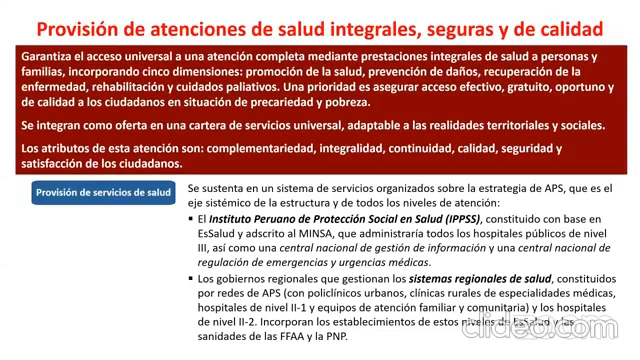 Provisión de atenciones de salud integrales, seguras y de calidad
Garantiza el acceso universal a una atención completa mediante prestaciones integrales de salud a personas y
familias, incorporando cinco dimensiones: promoción de la salud, prevención de daños, recuperación de la
enfermedad, rehabilitación y cuidados paliativos. Una prioridad es asegurar acceso efectivo, gratuito, oportuno y
de calidad a los ciudadanos en situación de precariedad y pobreza.
Se integran como oferta en una cartera de servicios universal, adaptable a las realidades territoriales y sociales.
Los atributos de esta atención son: complementariedad, integralidad, continuidad, calidad, seguridad y
satisfacción de los ciudadanos.
Provisión de servicios de salud
Se sustenta en un sistema de servicios organizados sobre la estrategia de APS, que es el
eje sistémico de la estructura y de todos los niveles de atención:
• El Instituto Peruano de Protección Social en Salud (IPPSS), constituido con base en
EsSalud y adscrito al MINSA, que administraría todos los hospitales públicos de nivel
III, así como una central nacional de gestión de información y una central nacional de
regulación de emergencias y urgencias médicas.
• Los gobiernos regionales que gestionan los sistemas regionales de salud, constituidos
por redes de APS (con policlínicos urbanos, clínicas rurales de especialidades médicas,
hospitales de nivel II-1 y equipos de atención familiar y comunitaria) y los hospitales
de nivel II-2. Incorporan los establecimientos de estos niveles de EsSalud y las
sanidades de las FFAA y la PNP.
clideo.com